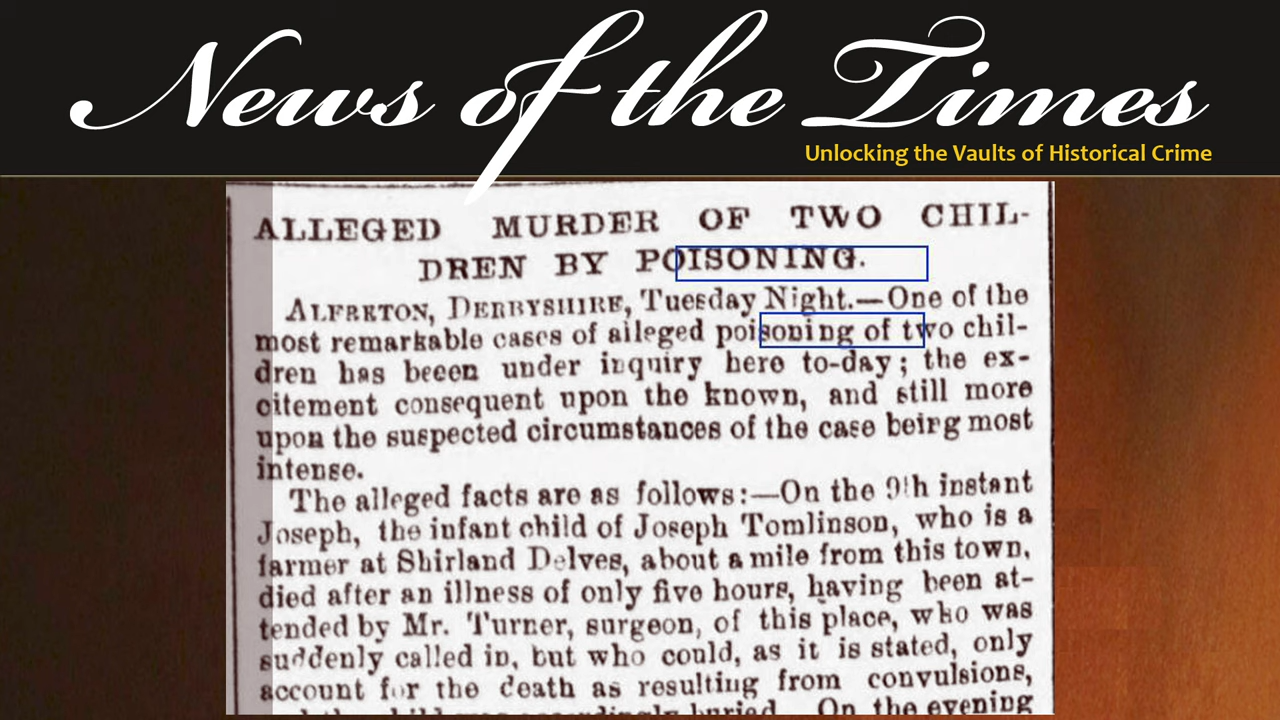 News of the Times
Unlocking the Vaults of Historical Crime
ALLEGED MURDER OF TWO CHIL-
DREN BY POISONING.
ALFRETON, DERBYSHIRE, Tuesday Night.—One of the
most remarkable cases of alleged poisoning of two chil-
dren has beeen under inquiry here to-day; the ex-
citement consequent upon the known, and still more
upon the suspected circumstances of the case being most
intense.
The alleged facts are as follows:—On the 9th instant
Joseph, the infant child of Joseph Tomlinson, who is a
farmer at Shirland Delves, about a mile from this town,
died after an illness of only five hours, having been at-
tended by Mr. Turner, surgeon, of this place, who was
suddenly called in, but who could, as it is stated, only
account for the death as resulting from convulsions,
buried. On the evening